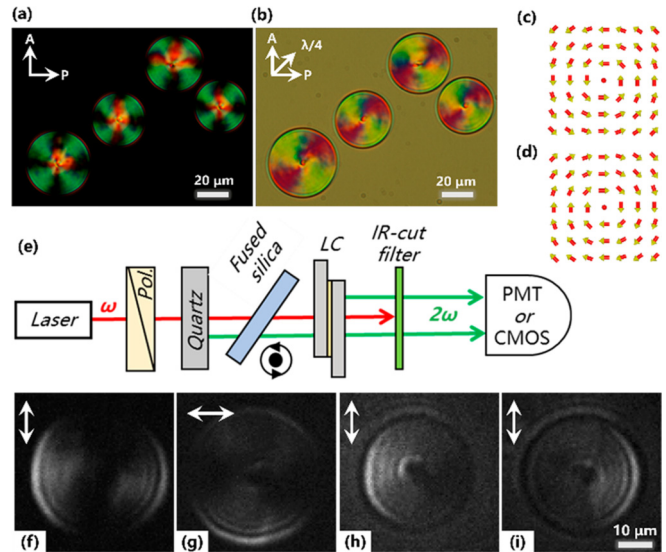 (a)
(b)
(c)
A
P
A
λ/4
P
20 μm
20 μm
(d)
(e)
Laser
ω
Pol.
Quartz
Fused silica
LC
IR-cut filter
2ω
PMT
or
CMOS
(f)
(g)
(h)
(i)
10 μm